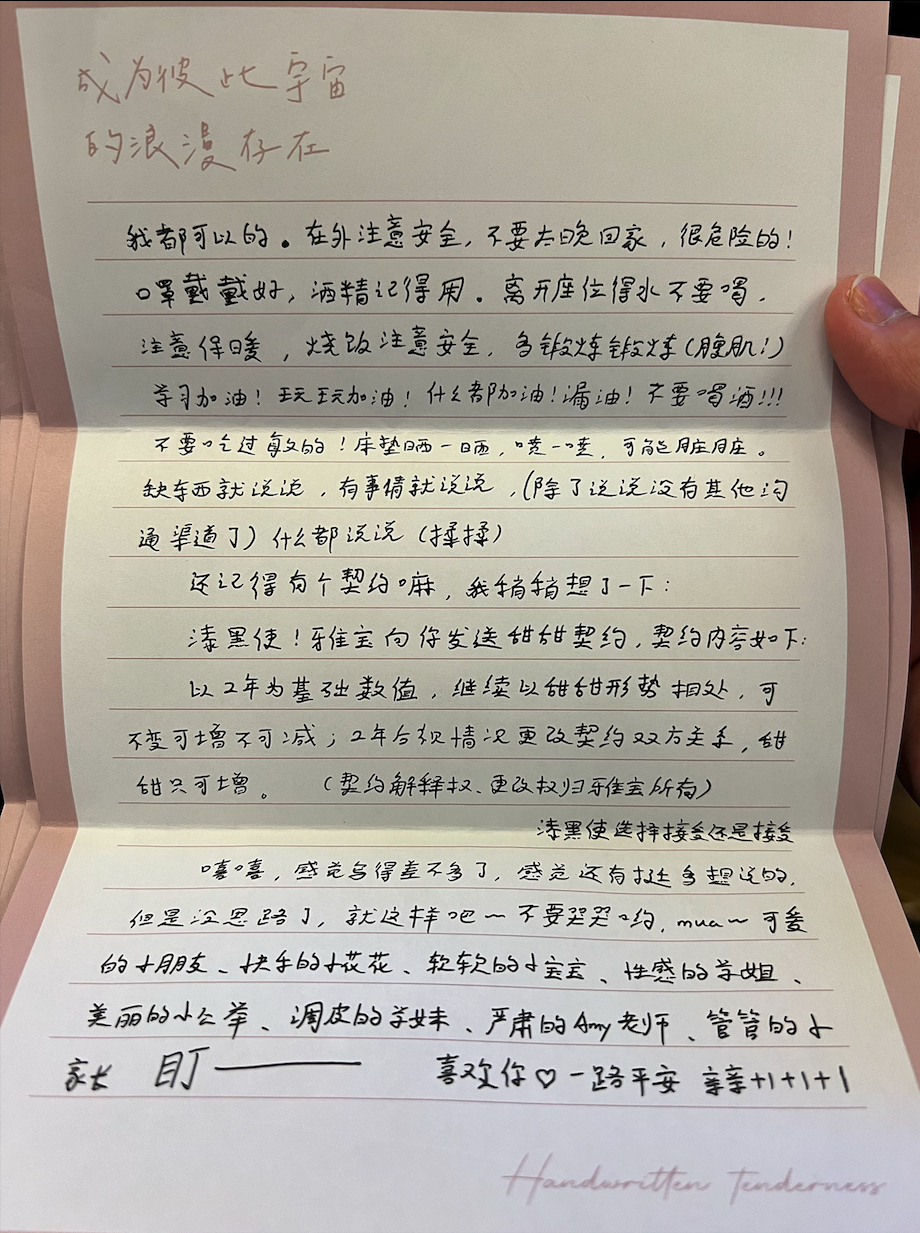 成为彼此宇宙
的浪漫存在
我都可以的。在外注意安全,不要太晚回家,很危险的!
口罩戴戴好,酒精记得用。离开座位得水不要喝,
注意保暖,烧饭注意安全,多锻炼锻炼(腹肌!)
学习加油!玩玩加油!什么都加油!漏油!不要喝酒!!!
不要吃过敏的!床垫晒一晒,喷一喷,可能脏脏。
缺东西就说说,有事情就说说,(除了说说没有其他沟
通渠道了)什么都说说(揉揉)
还记得有个契约嘛,我稍稍想了一下:
漆黑使!雅宝向你发送甜甜契约,契约内容如下:
以2年为基础数值,继续以甜甜形势相处,可
不变可增不可减;2年后视情况更改契约双方关系,甜
甜只可增。 (契约解释权、更改权归雅宝所有)
漆黑使选择接受还是接受
嘻嘻,感觉写得差不多了,感觉还有挺多想说的,
但是没思路了,就这样吧~不要哭哭哟,mua~可爱
的小朋友、快手的小花花、软软的小宝宝、性感的学姐、
美丽的小公举、调皮的学妹、严肃的Amy老师、管管的小
家长 盯—— 喜欢你♡一路平安 亲亲+1+1+1
Handwritten tenderness